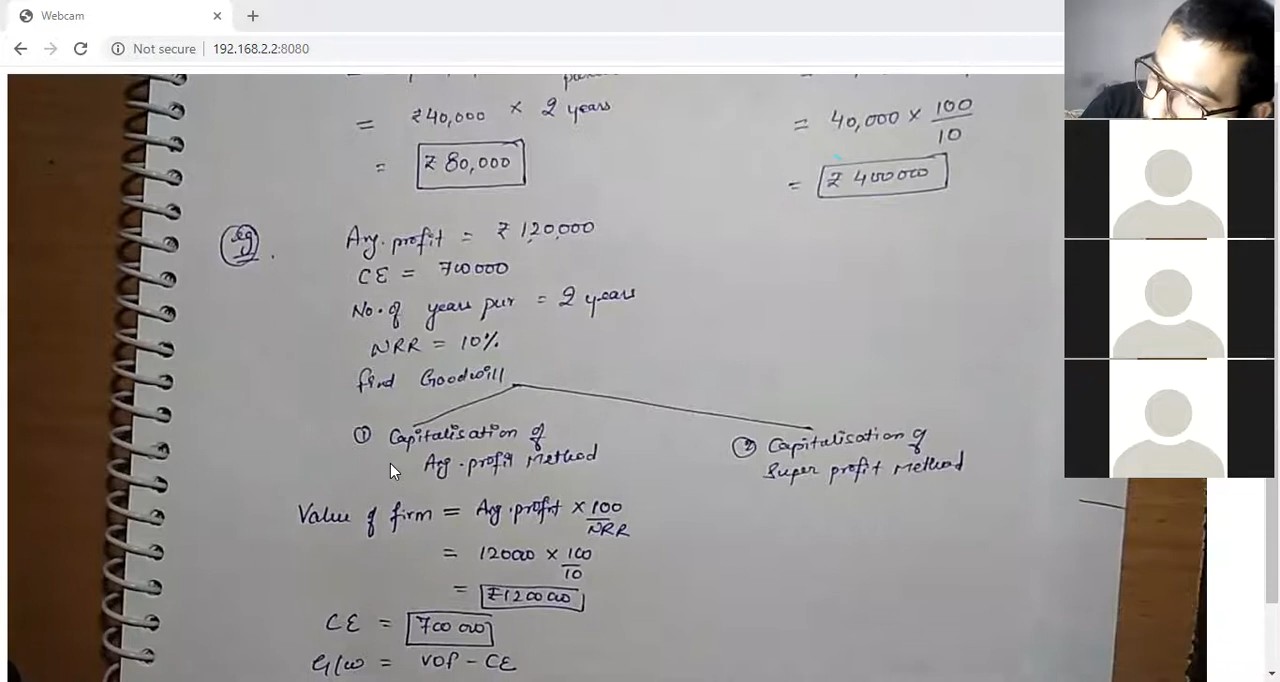 Webcam
Not secure 192.168.2.2:8080
= ₹40,000 × 2 years
= ₹ 80,000
= 40,000 × 100/10
= ₹ 400000
eg.
Avg. profit = ₹ 1,20,000
CE = 700000
No. of years pur = 2 years
NRR = 10%
find Goodwill
① Capitalisation of
Avg. profit Method
② Capitalisation of
Super profit Method
Value of firm = Avg. profit × 100/NRR
= 120000 × 100/10
= ₹1200000
CE = 700000
G/w = VOF - CE